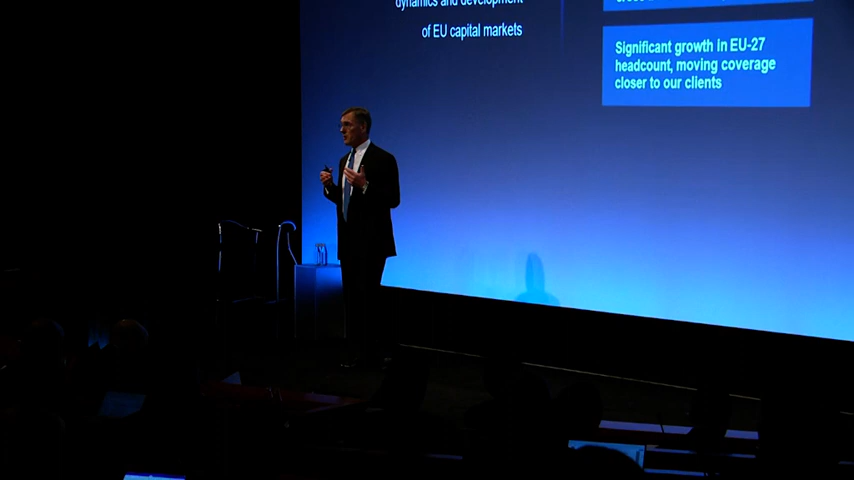 dynamics and development
of EU capital markets
Significant growth in EU-27
headcount, moving coverage
closer to our clients